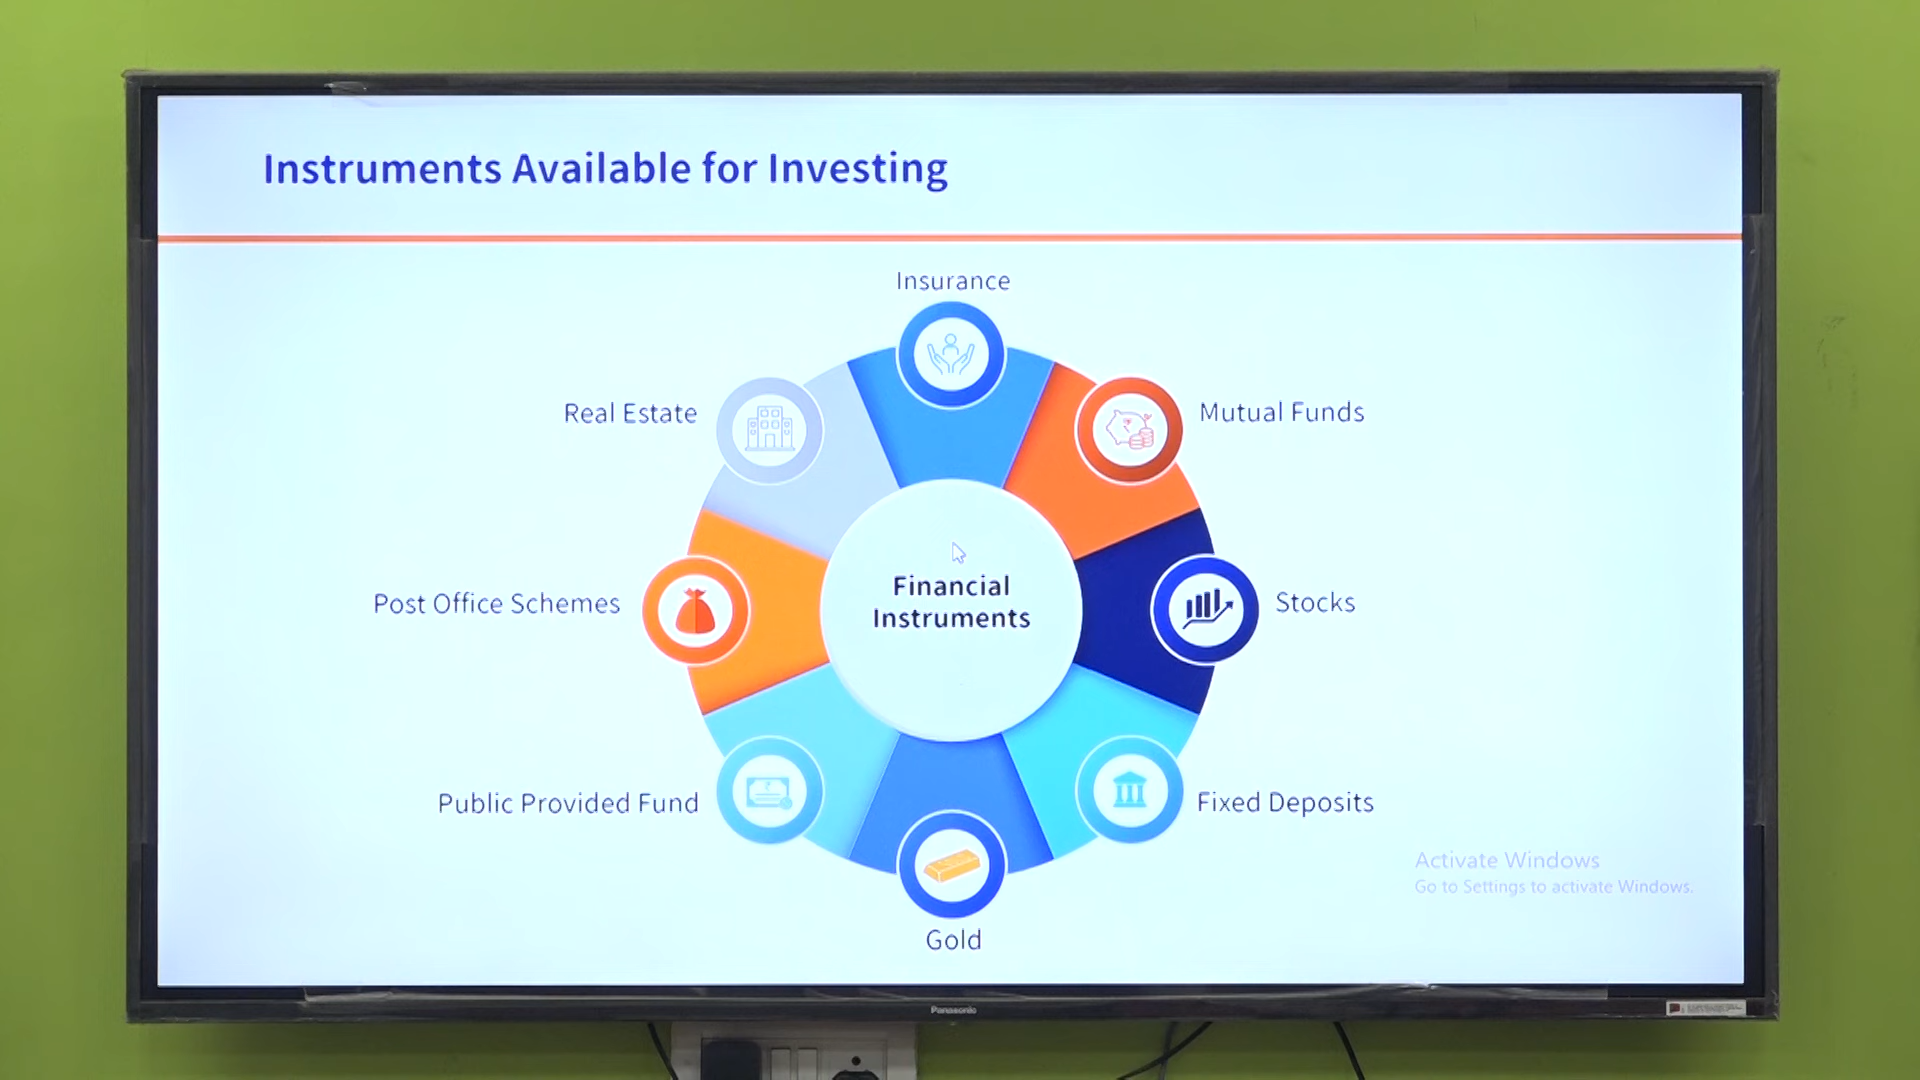 Instruments Available for Investing
Insurance
Real Estate
Mutual Funds
Financial
Instruments
Post Office Schemes
Stocks
Public Provided Fund
Fixed Deposits
Gold
Activate Windows
Go to Settings to activate Windows.
Panasonic